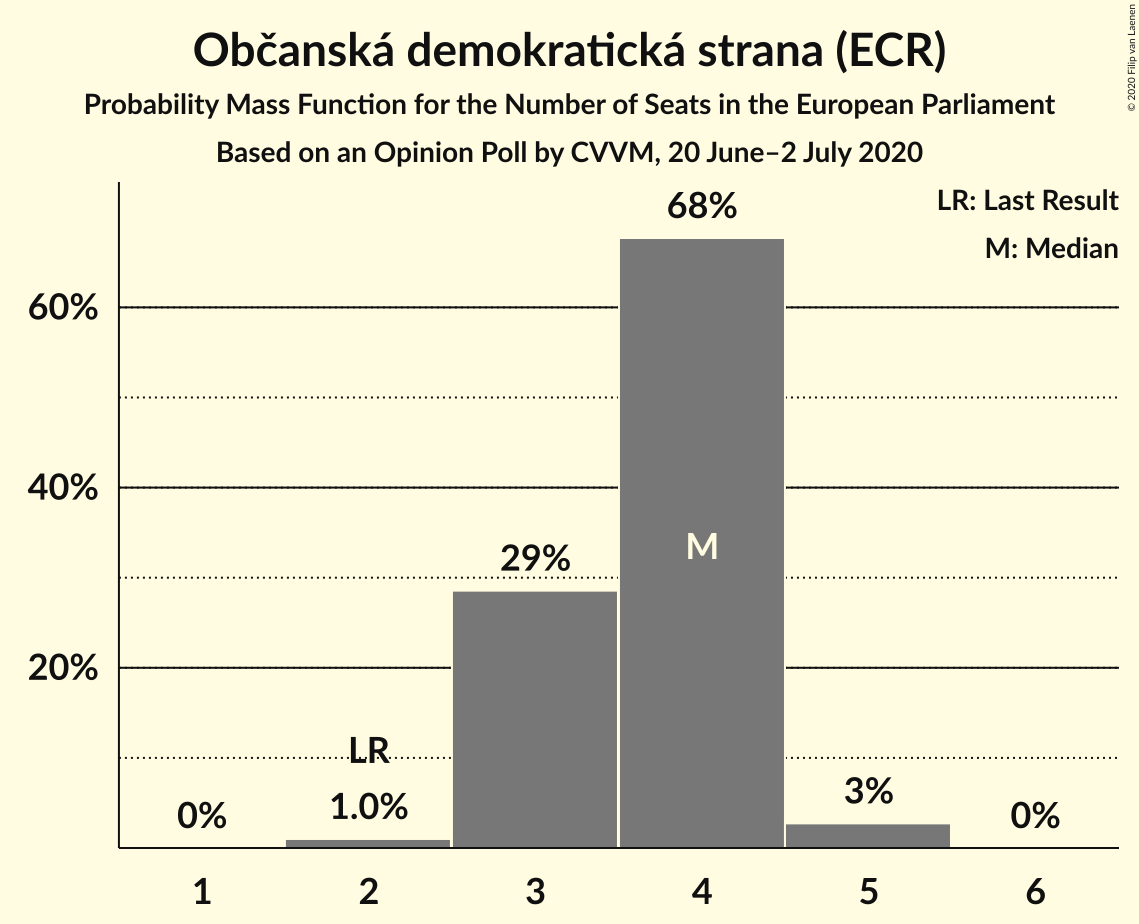 Občanská demokratická strana (ECR)
Probability Mass Function for the Number of Seats in the European Parliament
Based on an Opinion Poll by CVVM, 20 June–2 July 2020
© 2020 Filip van Laenen
LR: Last Result
M: Median
68%
60%
40%
20%
29%
M
LR
0%
1.0%
3%
0%
1
2
3
4
5
6